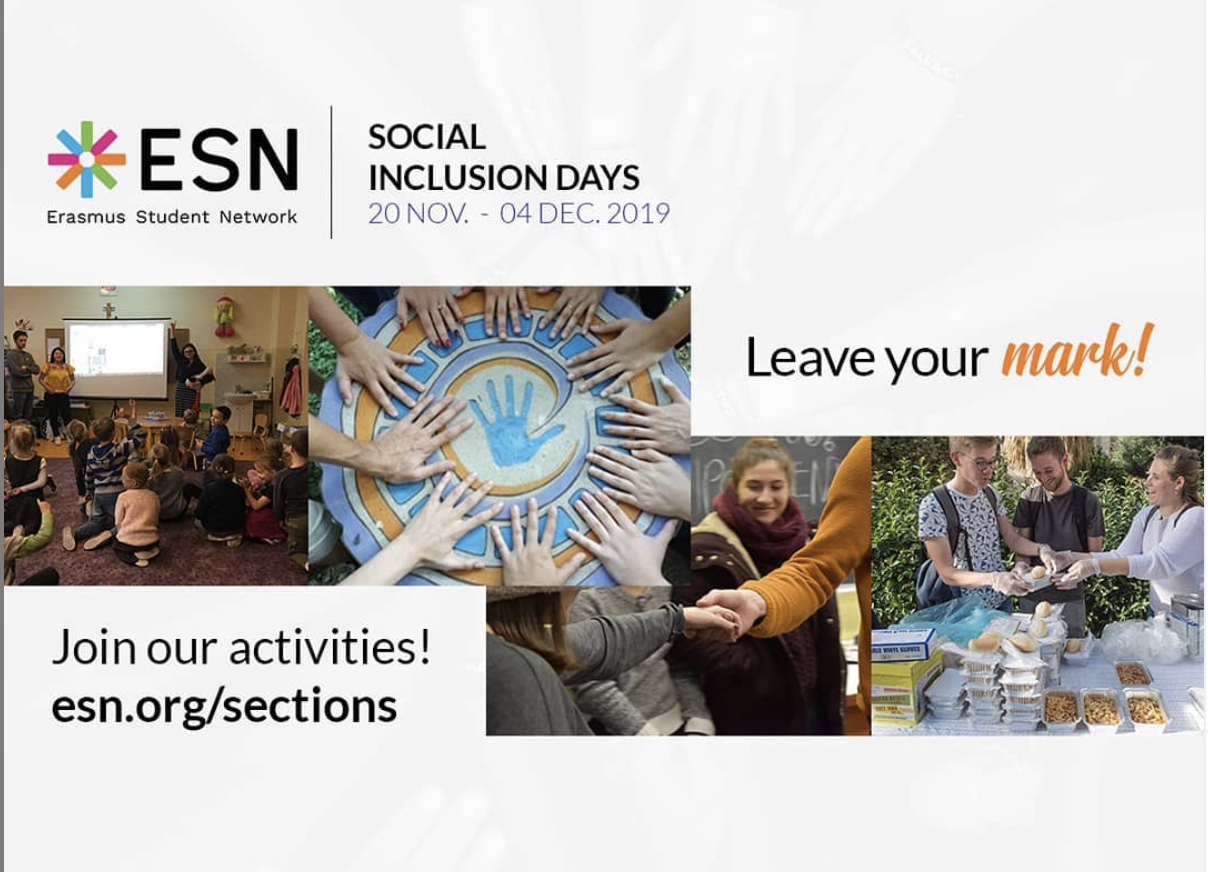 ESN
Erasmus Student Network
SOCIAL
INCLUSION DAYS
20 NOV. - 04 DEC. 2019
Leave your mark!
Join our activities!
esn.org/sections